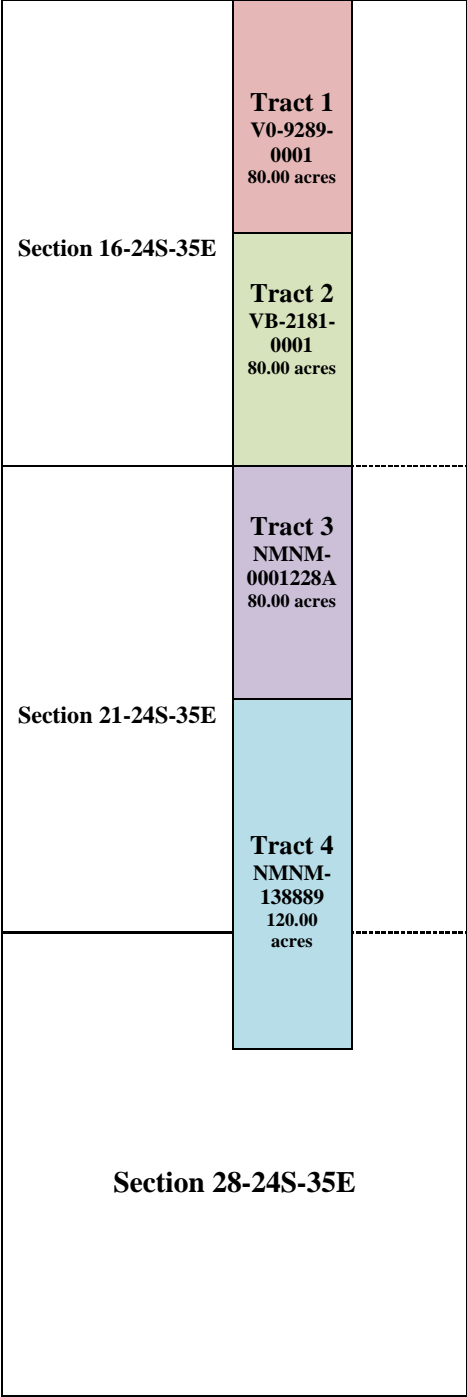 Tract 1
V0-9289-
0001
80.00 acres
Section 16-24S-35E
Tract 2
VB-2181-
0001
80.00 acres
Tract 3
NMNM-
0001228A
80.00 acres
Section 21-24S-35E
Tract 4
NMNM-
138889
120.00
acres
Section 28-24S-35E